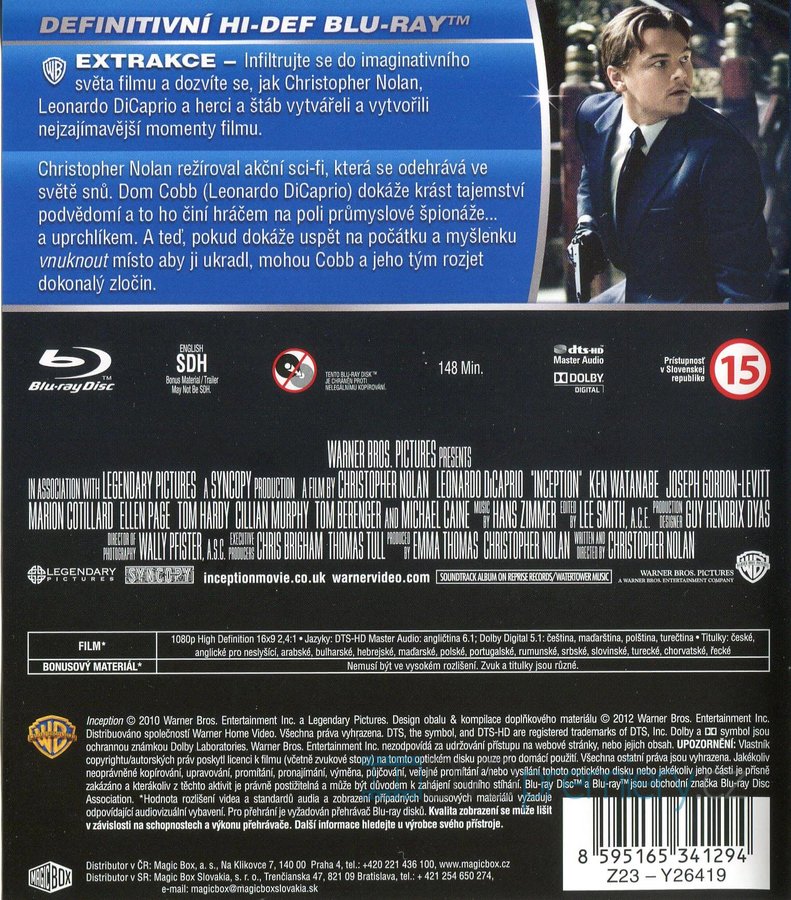 DEFINITIVNÍ HI-DEF BLU-RAY™
EXTRAKCE – Infiltrujte se do imaginativního
světa filmu a dozvíte se, jak Christopher Nolan,
Leonardo DiCaprio a herci a štáb vytvářeli a vytvořili
nejzajímavější momenty filmu.
Christopher Nolan režíroval akční sci-fi, která se odehrává ve
světě snů. Dom Cobb (Leonardo DiCaprio) dokáže krást tajemství
podvědomí a to ho činí hráčem na poli průmyslové špionáže...
a uprchlíkem. A teď, pokud dokáže uspět na počátku a myšlenku
vnuknout místo aby ji ukradl, mohou Cobb a jeho tým rozjet
dokonalý zločin.
Blu-ray Disc™
ENGLISH
SDH
Bonus Material/Trailer
May Not Be SDH.
TENTO BLU-RAY DISK™
JE CHRÁNĚN PROTI
NELEGÁLNÍMU KOPÍROVÁNÍ.
148 Min.
dts-HD
Master Audio
DOLBY
DIGITAL
Prístupnosť
v Slovenskej
republike
15
WARNER BROS. PICTURES PRESENTS
IN ASSOCIATION WITH LEGENDARY PICTURES A SYNCOPY PRODUCTION A FILM BY CHRISTOPHER NOLAN LEONARDO DiCAPRIO "INCEPTION" KEN WATANABE JOSEPH GORDON-LEVITT
MARION COTILLARD ELLEN PAGE TOM HARDY CILLIAN MURPHY TOM BERENGER AND MICHAEL CAINE MUSIC BY HANS ZIMMER EDITED BY LEE SMITH, A.C.E. PRODUCTION DESIGNER GUY HENDRIX DYAS
DIRECTOR OF PHOTOGRAPHY WALLY PFISTER, A.S.C. EXECUTIVE PRODUCERS CHRIS BRIGHAM THOMAS TULL PRODUCED BY EMMA THOMAS CHRISTOPHER NOLAN WRITTEN AND DIRECTED BY CHRISTOPHER NOLAN
LEGENDARY PICTURES SYNCOPY inceptionmovie.co.uk warnervideo.com SOUNDTRACK ALBUM ON REPRISE RECORDS/WATERTOWER MUSIC WARNER BROS. PICTURES
A WARNER BROS. ENTERTAINMENT COMPANY
FILM* 1080p High Definition 16x9 2,4:1 • Jazyky: DTS-HD Master Audio: angličtina 6.1; Dolby Digital 5.1: čeština, maďarština, polština, turečtina • Titulky: české,
anglické pro neslyšící, arabské, bulharské, hebrejské, maďarské, polské, portugalské, rumunské, srbské, slovinské, turecké, chorvatské, řecké
BONUSOVÝ MATERIÁL* Nemusí být ve vysokém rozlišení. Zvuk a titulky jsou různé.
Inception © 2010 Warner Bros. Entertainment Inc. a Legendary Pictures. Design obalu & kompilace doplňkového materiálu © 2012 Warner Bros. Entertainment Inc.
Distribuováno společností Warner Home Video. Všechna práva vyhrazena. DTS, the symbol, and DTS-HD are registered trademarks of DTS, Inc. Dolby a symbol jsou
ochrannou známkou Dolby Laboratories. Warner Bros. Entertainment Inc. nezodpovídá za udržování přístupu na webové stránky, nebo jejich obsah. UPOZORNĚNÍ: Vlastník
copyrightu/autorských práv poskytl licenci k filmu (včetně zvukové stopy) na tomto optickém disku pouze pro domácí použití. Všechna ostatní práva jsou vyhrazena. Jakékoliv
neoprávněné kopírování, upravování, promítání, pronajímání, výměna, půjčování, veřejné promítání a/nebo vysílání tohoto optického disku nebo jakékoliv jeho části je přísně
zakázáno a kterákoliv z těchto aktivit je právně postižitelná a může být důvodem k zahájení soudního stíhání. Blu-ray Disc™ a Blu-ray™ jsou obchodní značka Blu-ray Disc
Association. *Hodnota rozlišení videa a standardů audia a zobrazení případných bonusových materiálů vyžaduje
odpovídající audiovizuální vybavení. Pro přehrání je vyžadován přehrávač Blu-ray disků. Kvalita zobrazení se může lišit
v závislosti na schopnostech a výkonu přehrávače. Další informace hledejte u výrobce svého přístroje.
MAGIC BOX
Distributor v ČR: Magic Box, a. s., Na Klikovce 7, 140 00 Praha 4, tel.: +420 221 436 100, www.magicbox.cz
Distributor v SR: Magic Box Slovakia, s. r. o., Trenčianska 47, 821 09 Bratislava, tel.: + 421 254 650 274,
e-mail: magicbox@magicboxslovakia.sk
8 595165 341294
Z23 – Y26419